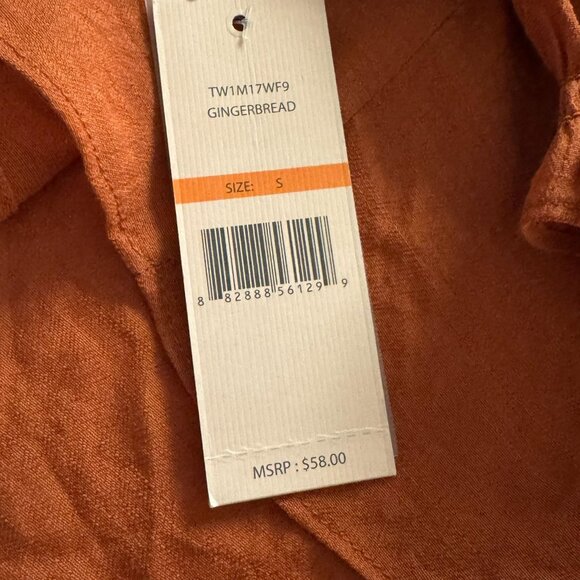 TW1M17WF9
GINGERBREAD
SIZE: S
8 82888 56129 9
MSRP : $58.00